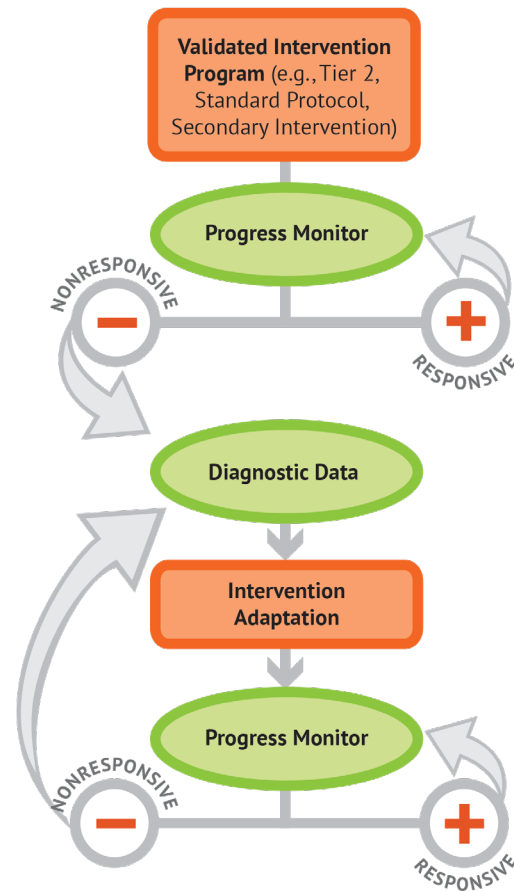 Validated Intervention
Program (e.g., Tier 2,
Standard Protocol,
Secondary Intervention)
Progress Monitor
NONRESPONSIVE
RESPONSIVE
Diagnostic Data
Intervention
Adaptation
Progress Monitor
NONRESPONSIVE
RESPONSIVE